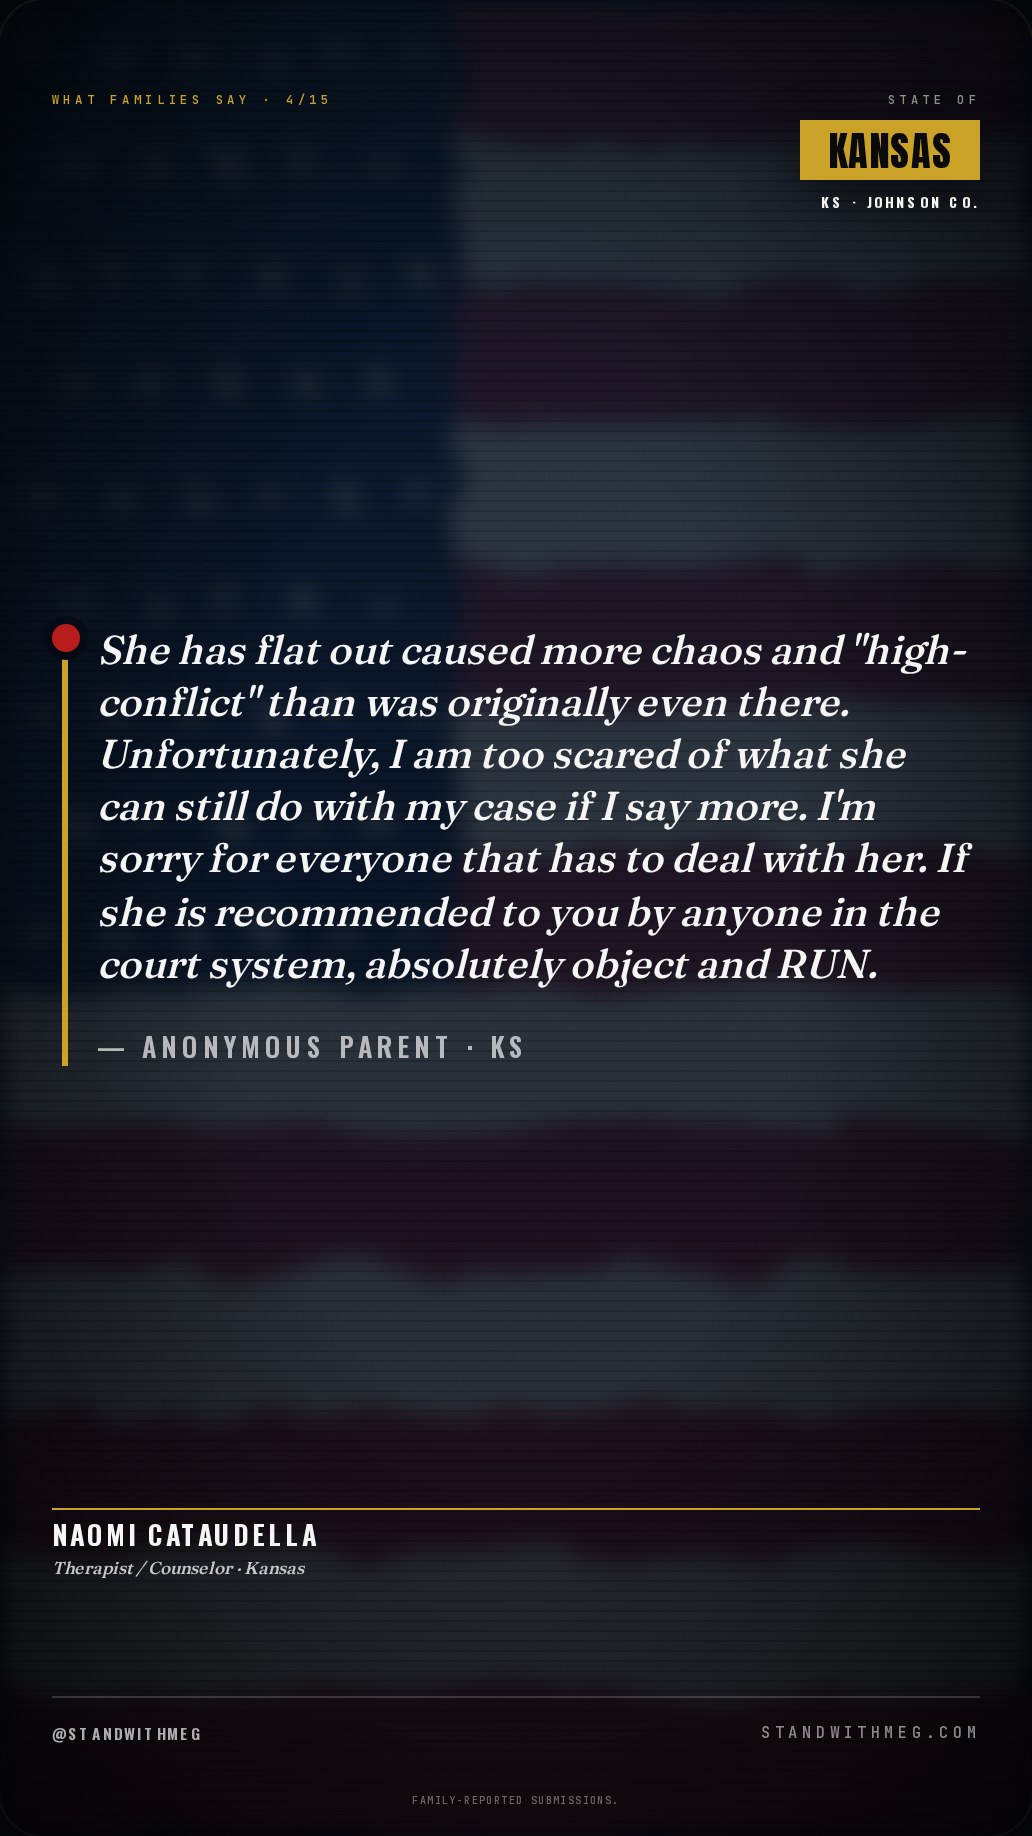 WHAT FAMILIES SAY · 4/15
STATE OF
KANSAS
KS · JOHNSON CO.
She has flat out caused more chaos and "high-
conflict" than was originally even there.
Unfortunately, I am too scared of what she
can still do with my case if I say more. I'm
sorry for everyone that has to deal with her. If
she is recommended to you by anyone in the
court system, absolutely object and RUN.
— ANONYMOUS PARENT · KS
NAOMI CATAUDELLA
Therapist / Counselor · Kansas
@STANDWITHMEG
STANDWITHMEG.COM
FAMILY-REPORTED SUBMISSIONS.